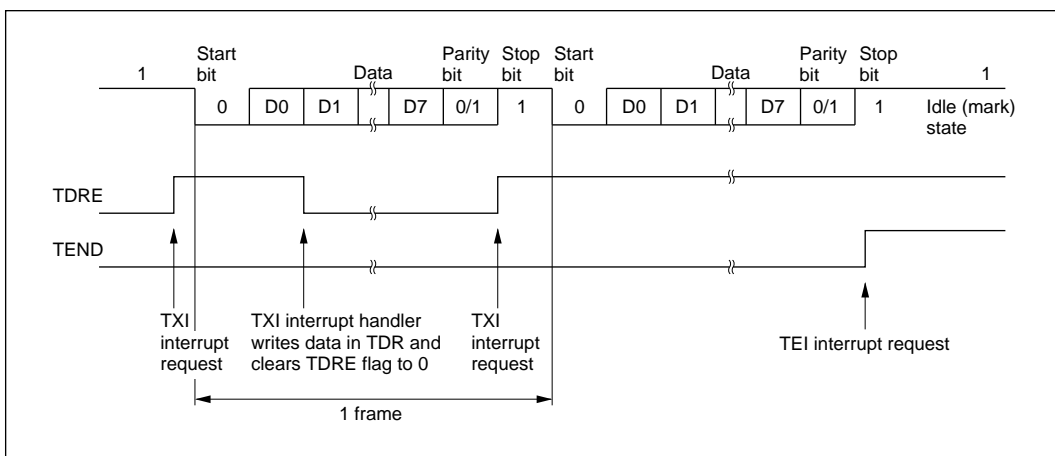 Start bit
Data
Parity bit
Stop bit
Start bit
Data
Parity bit
Stop bit
1
1
0
D0
D1
D7
0/1
1
0
D0
D1
D7
0/1
1
Idle (mark)
state
TDRE
TEND
TXI
interrupt
request
TXI interrupt handler
writes data in TDR and
clears TDRE flag to 0
TXI
interrupt
request
TEI interrupt request
1 frame